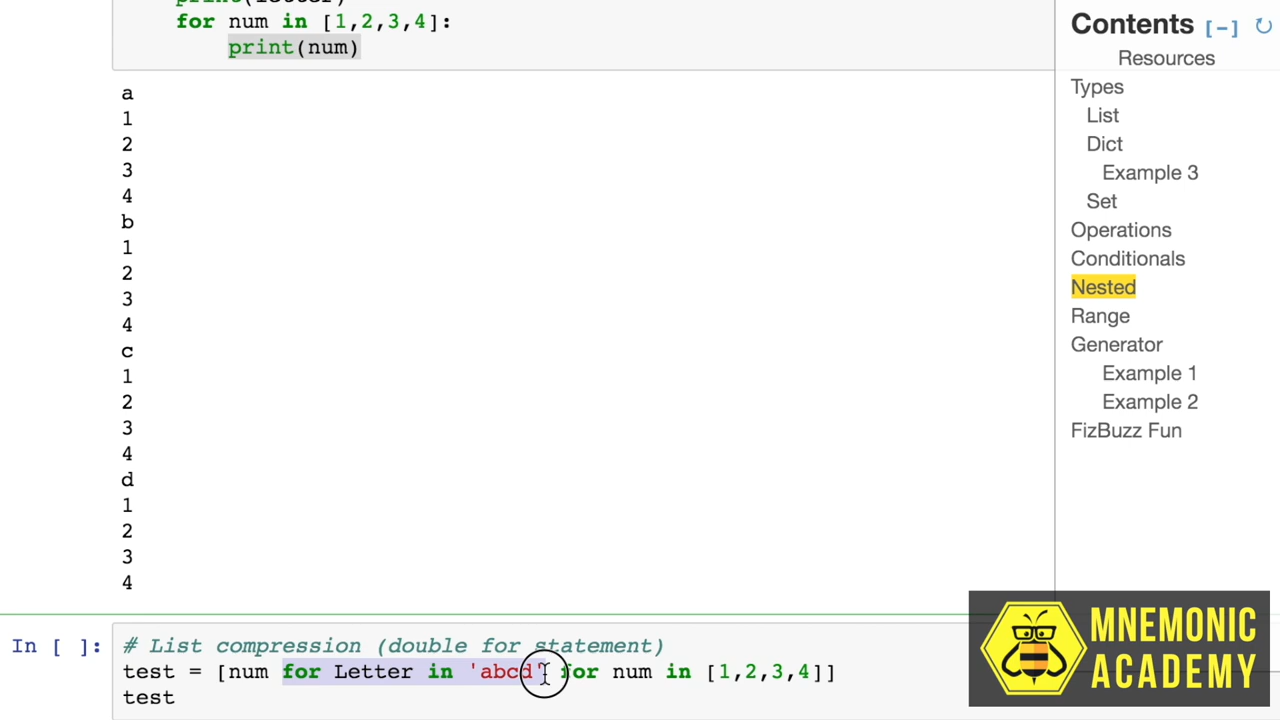 for num in [1,2,3,4]:
print(num)
a
1
2
3
4
b
1
2
3
4
c
1
2
3
4
d
1
2
3
4
In [ ]:
# List compression (double for statement)
test = [num for Letter in 'abcd' for num in [1,2,3,4]]
test
Contents [-]
Resources
Types
List
Dict
Example 3
Set
Operations
Conditionals
Nested
Range
Generator
Example 1
Example 2
FizBuzz Fun
MNEMONIC
ACADEMY